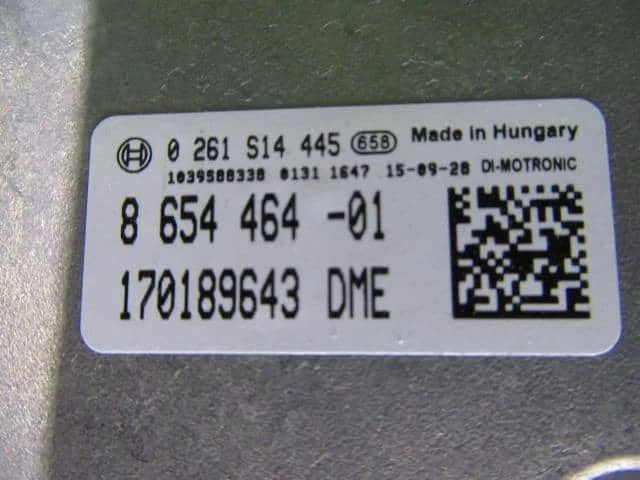 0 261 S14 445 658 Made in Hungary
1039S88338 0131 1647 15-09-28 DI-MOTRONIC
8 654 464 -01
170189643 DME